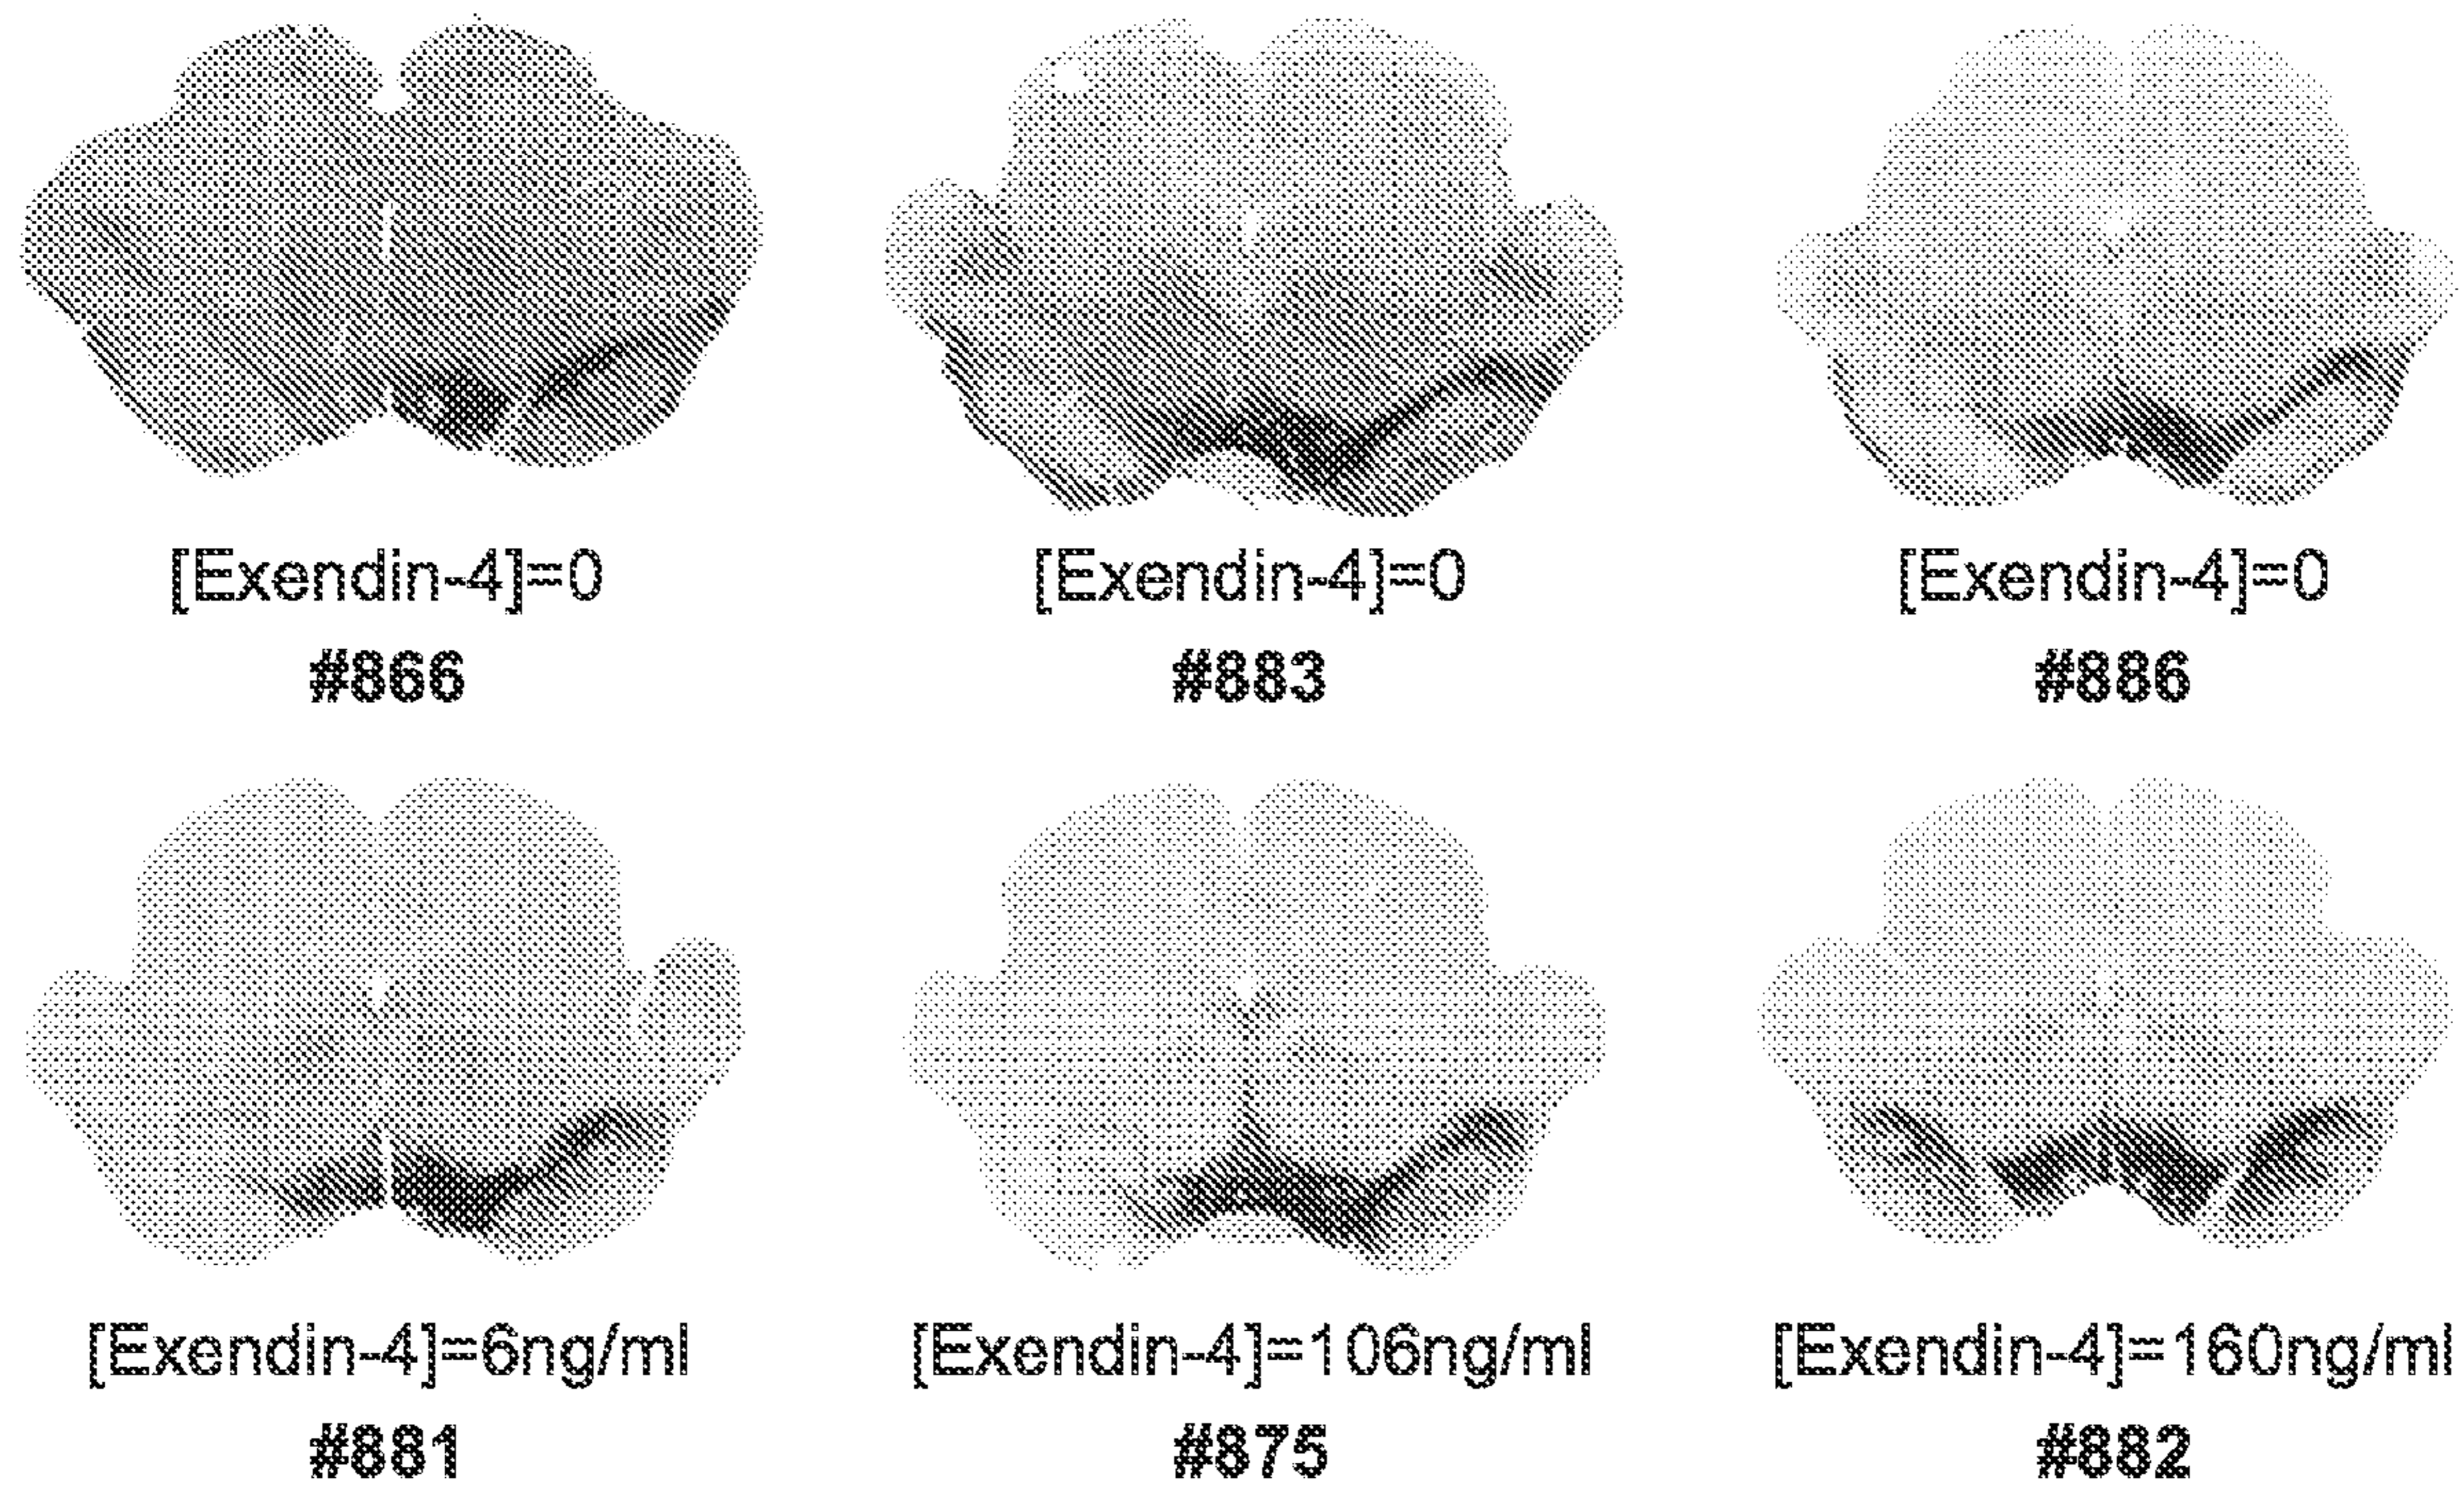 [Exendin-4]=0
[Exendin-4]=0
[Exendin-4]=0
#866
#883
#886
[Exendin-4]=6ng/ml
[Exendin-4]=106ng/ml
[Exendin-4]=160ng/ml
#881
#875
#882